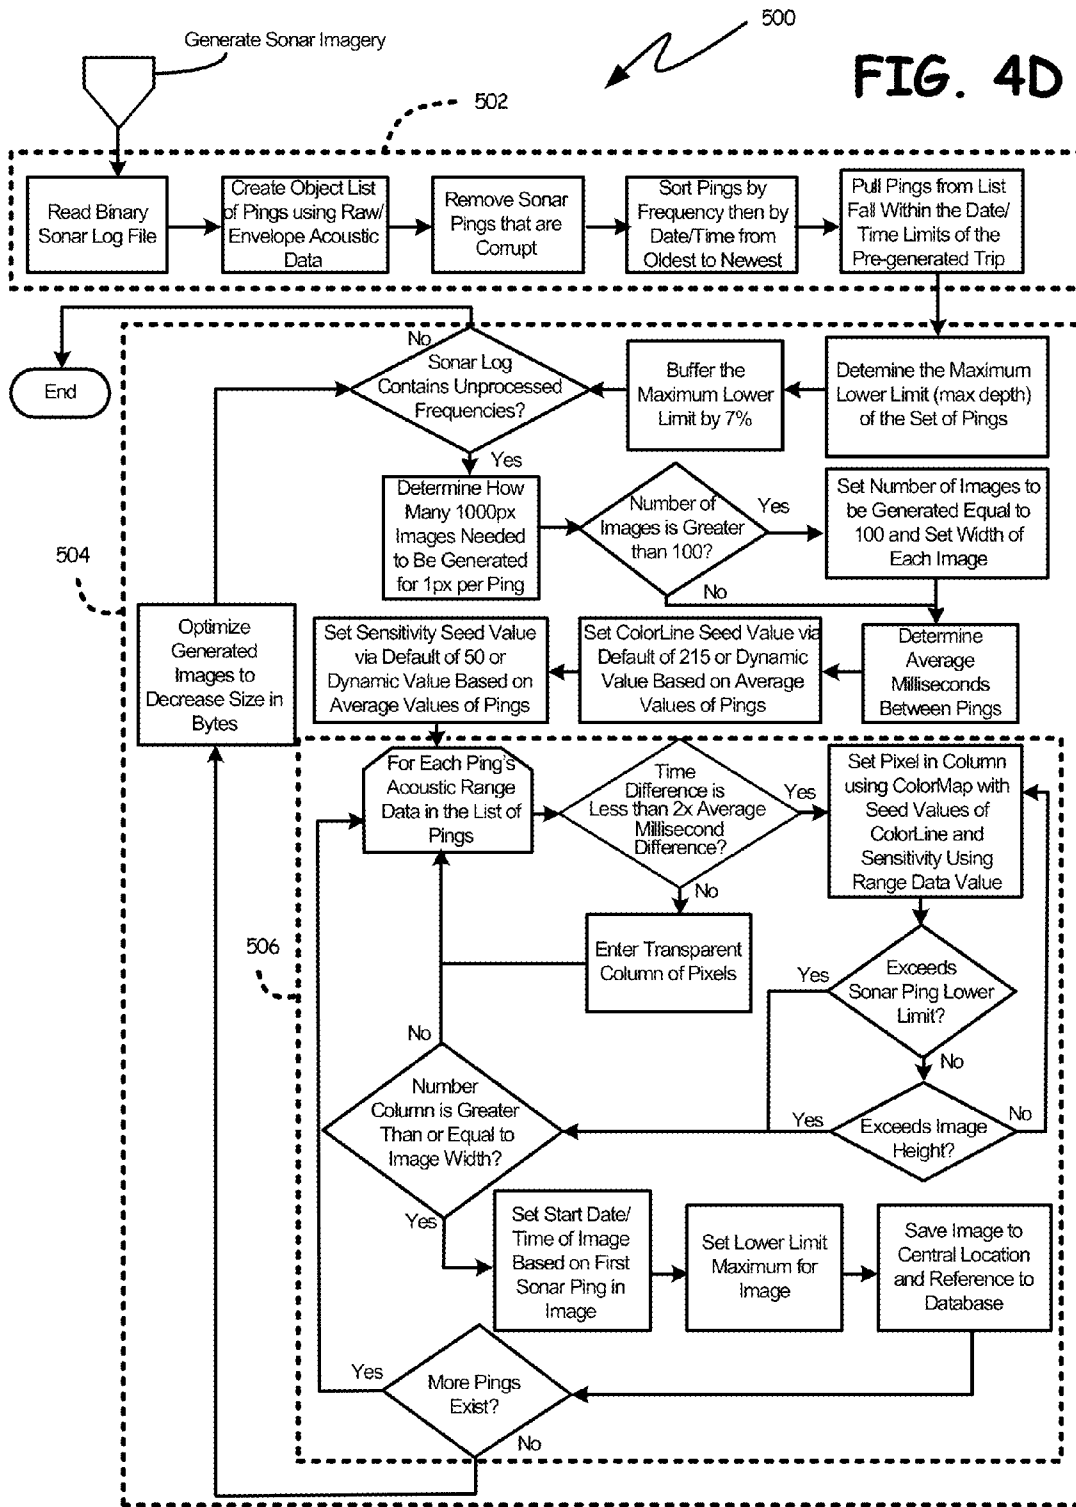 500
Generate Sonar Imagery
FIG. 4D
502
Read Binary
Sonar Log File
Create Object List
of Pings using Raw/
Envelope Acoustic
Data
Remove Sonar
Pings that are
Corrupt
Sort Pings by
Frequency then by
Date/Time from
Oldest to Newest
Pull Pings from List
Fall Within the Date/
Time Limits of the
Pre-generated Trip
End
No
Sonar Log
Contains Unprocessed
Frequencies?
Yes
Buffer the
Maximum Lower
Limit by 7%
Detemine the Maximum
Lower Limit (max depth)
of the Set of Pings
Determine How
Many 1000px
Images Needed
to Be Generated
for 1px per Ping
Number of
Images is Greater
than 100?
Yes
No
Set Number of Images to
be Generated Equal to
100 and Set Width of
Each Image
504
Optimize
Generated
Images to
Decrease Size in
Bytes
Set Sensitivity Seed Value
via Default of 50 or
Dynamic Value Based on
Average Values of Pings
Set ColorLine Seed Value via
Default of 215 or Dynamic
Value Based on Average
Values of Pings
Determine
Average
Milliseconds
Between Pings
For Each Ping's
Acoustic Range
Data in the List of
Pings
Time
Difference is
Less than 2x Average
Millisecond
Difference?
Yes
No
Set Pixel in Column
using ColorMap with
Seed Values of
ColorLine and
Sensitivity Using
Range Data Value
506
Enter Transparent
Column of Pixels
Yes
Exceeds
Sonar Ping Lower
Limit?
No
No
Number
Column is Greater
Than or Equal to
Image Width?
Yes
Yes
Exceeds Image
Height?
No
Set Start Date/
Time of Image
Based on First
Sonar Ping in
Image
Set Lower Limit
Maximum for
Image
Save Image to
Central Location
and Reference to
Database
Yes
More Pings
Exist?
No